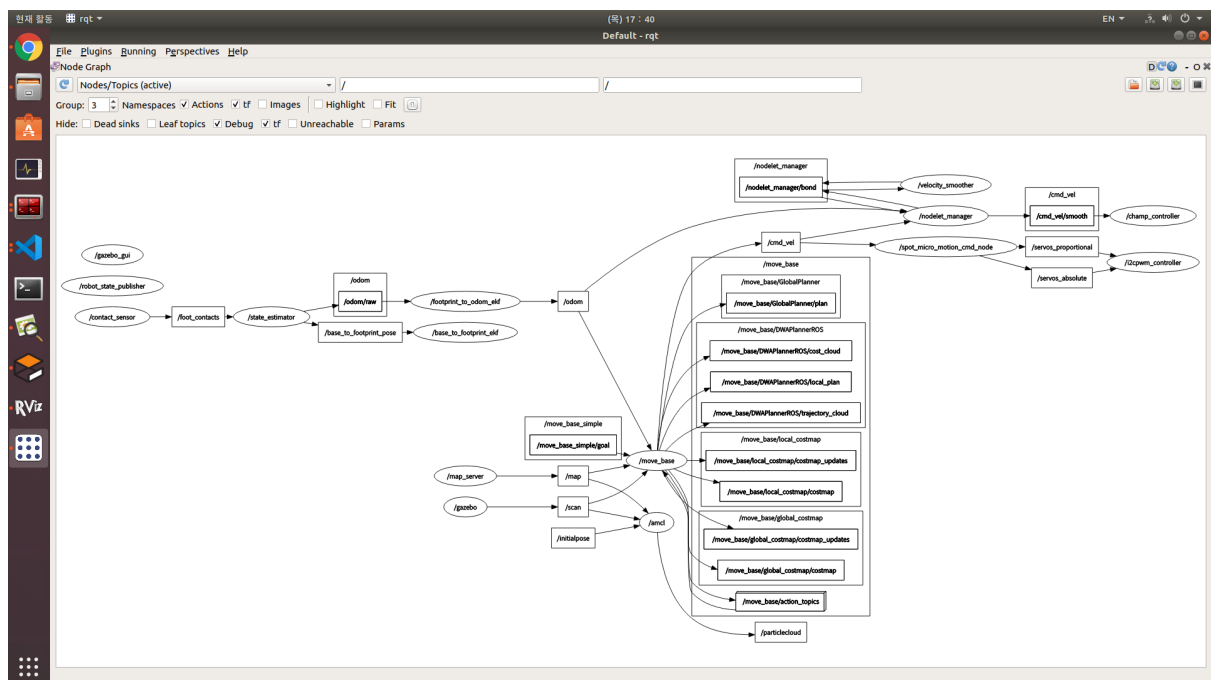 현재 활동
rqt
(목) 17 : 40
EN
Default - rqt
File Plugins Running Perspectives Help
Node Graph
D
- O
Nodes/Topics (active)
/
/
Group: 3 Namespaces Actions tf Images Highlight Fit
Hide: Dead sinks Leaf topics Debug tf Unreachable Params
/nodelet_manager
/nodelet_manager/bond
/velocity_smoother
/cmd_vel
/nodelet_manager
/cmd_vel/smooth
/champ_controller
/cmd_vel
/spot_micro_motion_cmd_node
/servos_proportional
/gazebo_gui
/i2cpwm_controller
/move_base
/servos_absolute
/robot_state_publisher
/odom
/move_base/GlobalPlanner
/odom/raw
/footprint_to_odom_ekf
/odom
/move_base/GlobalPlanner/plan
/contact_sensor
/foot_contacts
/state_estimator
/base_to_footprint_pose
/base_to_footprint_ekf
/move_base/DWAPlannerROS
/move_base/DWAPlannerROS/cost_cloud
/move_base/DWAPlannerROS/local_plan
/move_base/DWAPlannerROS/trajectory_cloud
/move_base_simple
/move_base_simple/goal
/move_base/local_costmap
/move_base
/move_base/local_costmap/costmap_updates
/map_server
/map
/move_base/local_costmap/costmap
/gazebo
/scan
/move_base/global_costmap
/amcl
/initialpose
/move_base/global_costmap/costmap_updates
/move_base/global_costmap/costmap
/move_base/action_topics
/particlecloud
RViz